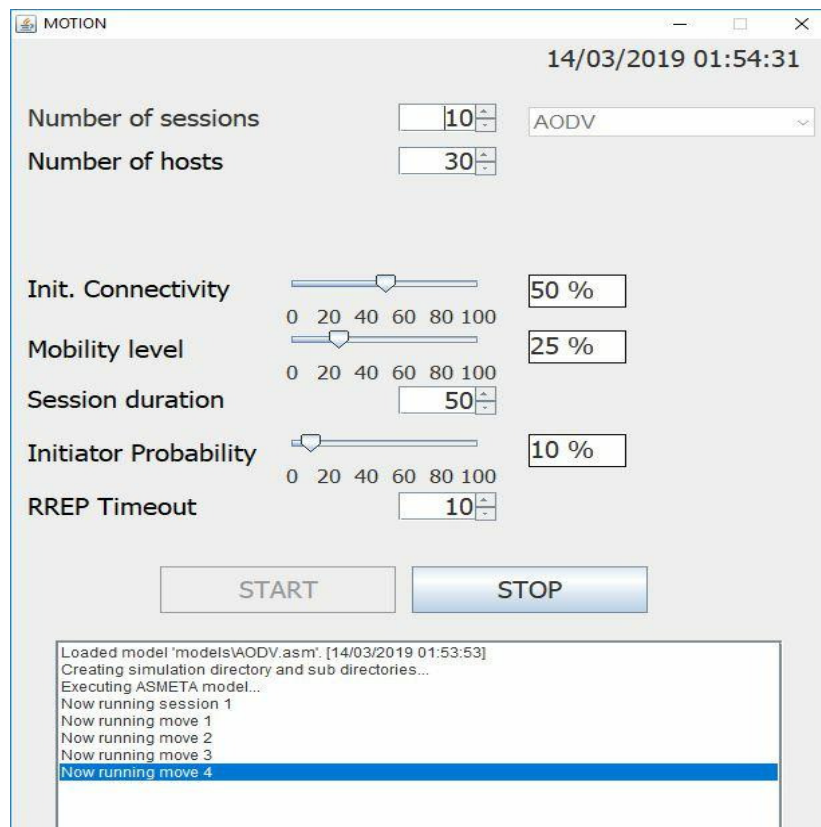 MOTION
14/03/2019 01:54:31
Number of sessions 10 AODV
Number of hosts 30
Init. Connectivity 50 %
0 20 40 60 80 100
Mobility level 25 %
0 20 40 60 80 100
Session duration 50
Initiator Probability 10 %
0 20 40 60 80 100
RREP Timeout 10
START STOP
Loaded model 'models\AODV.asm'. [14/03/2019 01:53:53]
Creating simulation directory and sub directories...
Executing ASMETA model...
Now running session 1
Now running move 1
Now running move 2
Now running move 3
Now running move 4